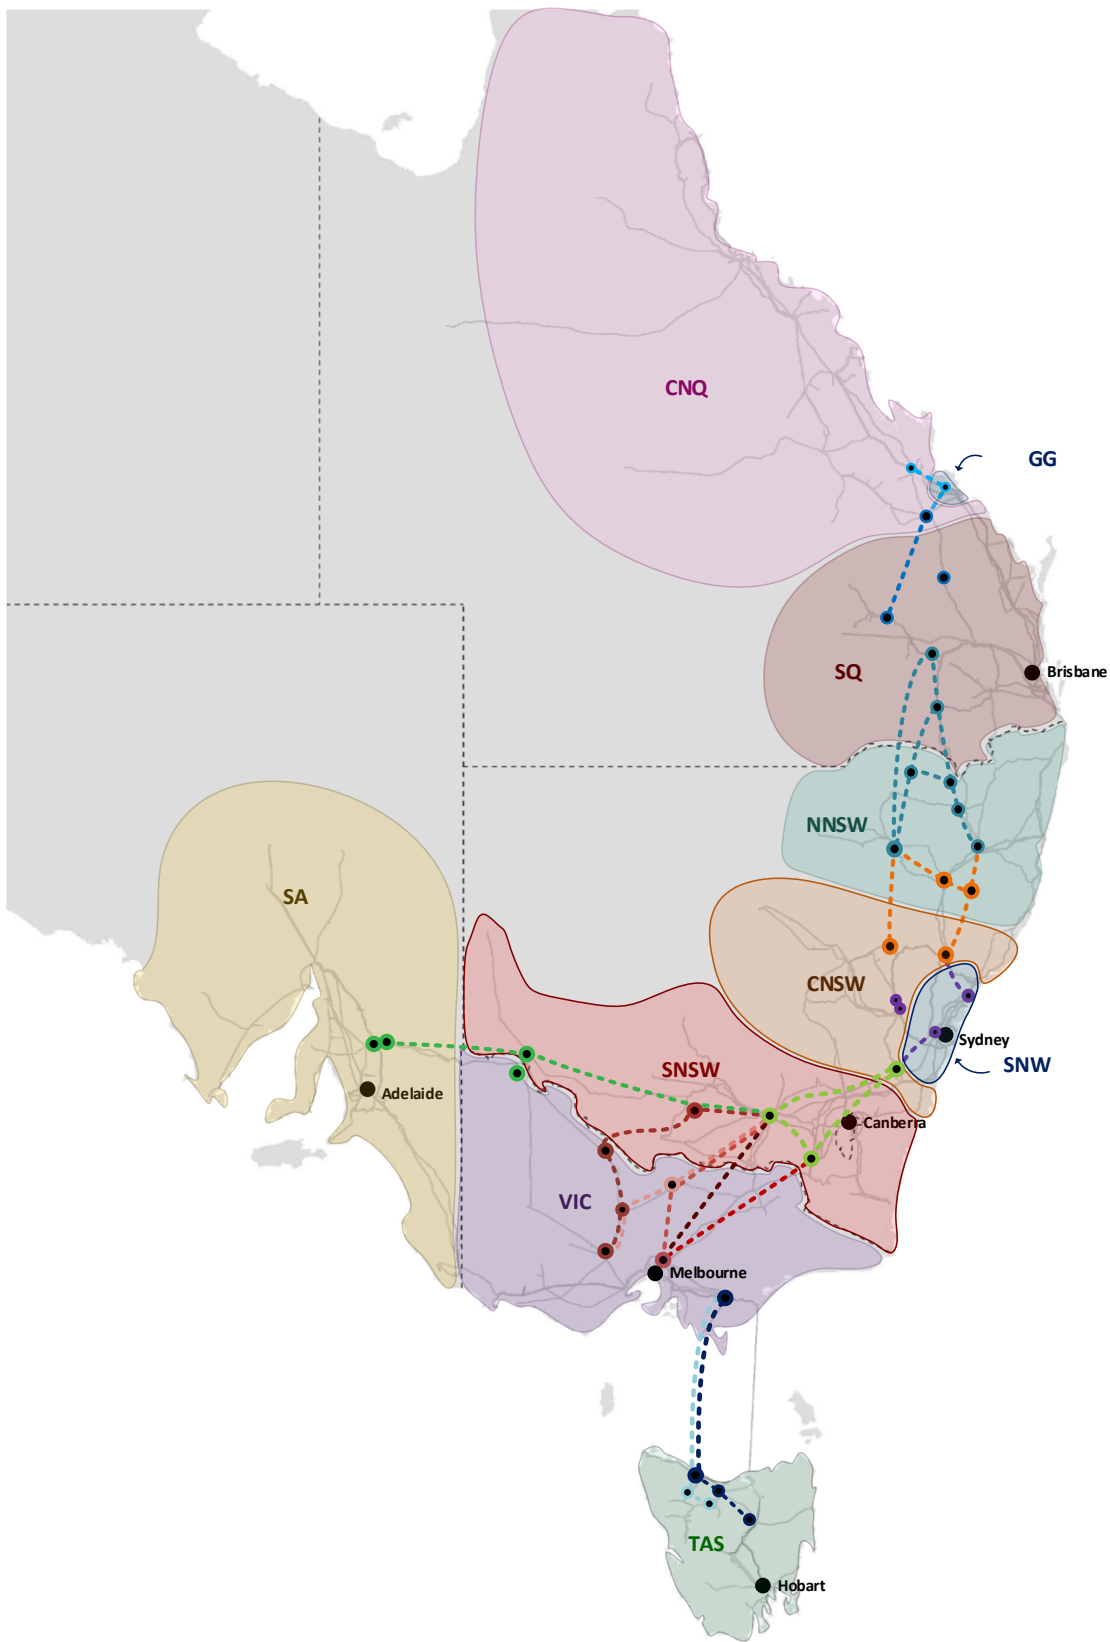 CNQ
GG
SQ
Brisbane
NNSW
SA
CNSW
Sydney
SNW
SNSW
Adelaide
Canberra
VIC
Melbourne
TAS
Hobart